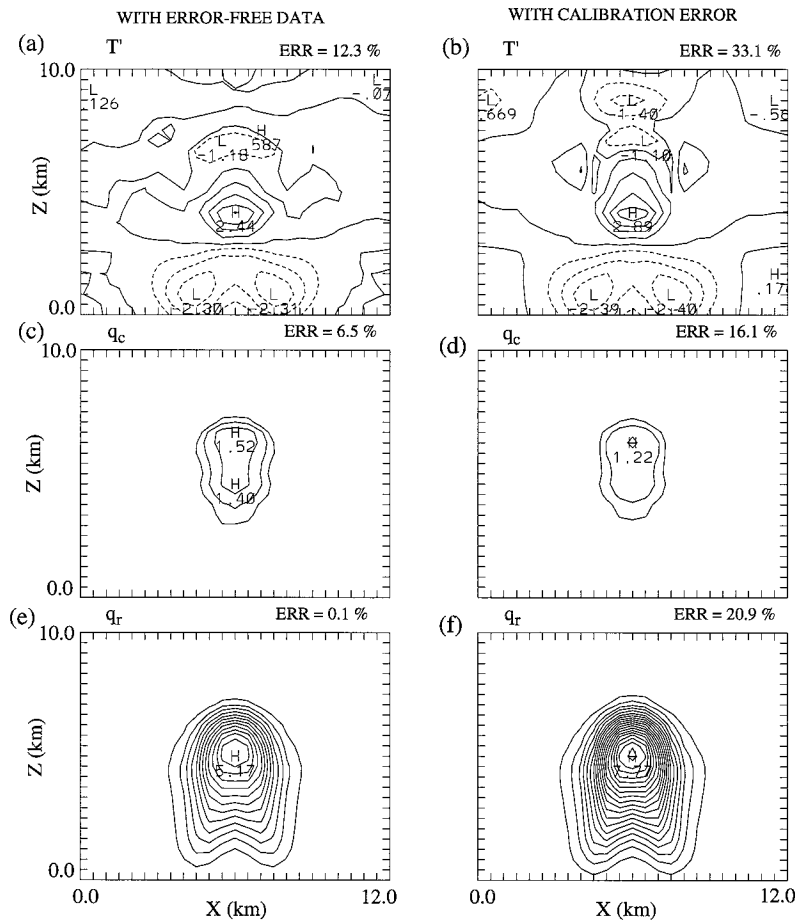 WITH ERROR-FREE DATA
WITH CALIBRATION ERROR
(a) T' ERR = 12.3 %
(b) T' ERR = 33.1 %
10.0
Z (km)
0.0
L
126
L
-.07
H
.587
L
-1.18
H
2.44
L
-2.30
L
-2.31
L
.669
L
-1.40
L
-.58
L
-1.10
H
2.89
H
.170
L
-2.39
L
-2.40
(c) qc ERR = 6.5 %
(d) qc ERR = 16.1 %
10.0
Z (km)
0.0
H
1.52
H
1.40
1.22
(e) qr ERR = 0.1 %
(f) qr ERR = 20.9 %
10.0
Z (km)
0.0
H
5.17
0.0 12.0
X (km)
0.0 12.0
X (km)